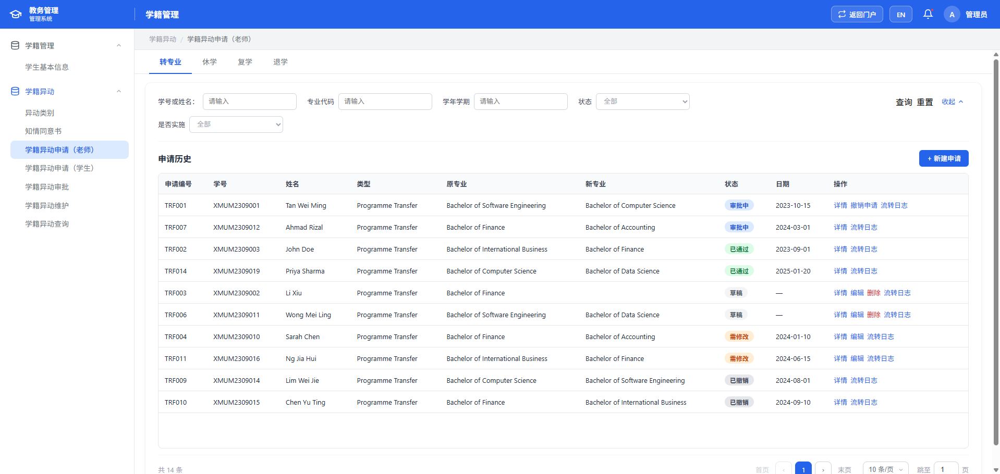 教务管理
管理系统
学籍管理
返回门户
EN
A
管理员
学籍管理
学生基本信息
学籍异动
异动类别
知情同意书
学籍异动申请（老师）
学籍异动申请（学生）
学籍异动审批
学籍异动维护
学籍异动查询
学籍异动 / 学籍异动申请（老师）
转专业 休学 复学 退学
学号或姓名： 请输入 专业代码 请输入 学年学期 请输入 状态 全部 查询 重置 收起
是否实施 全部
申请历史
+ 新建申请
申请编号 学号 姓名 类型 原专业 新专业 状态 日期 操作
TRF001 XMUM2309001 Tan Wei Ming Programme Transfer Bachelor of Software Engineering Bachelor of Computer Science 审批中 2023-10-15 详情 撤销申请 流转日志
TRF007 XMUM2309012 Ahmad Rizal Programme Transfer Bachelor of Finance Bachelor of Accounting 审批中 2024-03-01 详情 流转日志
TRF002 XMUM2309003 John Doe Programme Transfer Bachelor of International Business Bachelor of Finance 已通过 2023-09-01 详情 流转日志
TRF014 XMUM2309019 Priya Sharma Programme Transfer Bachelor of Computer Science Bachelor of Data Science 已通过 2025-01-20 详情 流转日志
TRF003 XMUM2309002 Li Xiu Programme Transfer Bachelor of Finance 草稿 — 详情 编辑 删除 流转日志
TRF006 XMUM2309011 Wong Mei Ling Programme Transfer Bachelor of Software Engineering Bachelor of Data Science 草稿 — 详情 编辑 删除 流转日志
TRF004 XMUM2309010 Sarah Chen Programme Transfer Bachelor of Finance Bachelor of Accounting 需修改 2024-01-10 详情 编辑 流转日志
TRF011 XMUM2309016 Ng Jia Hui Programme Transfer Bachelor of International Business Bachelor of Finance 需修改 2024-06-15 详情 编辑 流转日志
TRF009 XMUM2309014 Lim Wei Jie Programme Transfer Bachelor of Computer Science Bachelor of Software Engineering 已撤销 2024-08-01 详情 流转日志
TRF010 XMUM2309015 Chen Yu Ting Programme Transfer Bachelor of Finance Bachelor of International Business 已撤销 2024-09-10 详情 流转日志
共 14 条 首页 ‹ 1 › 末页 10 条/页 跳至 1 页